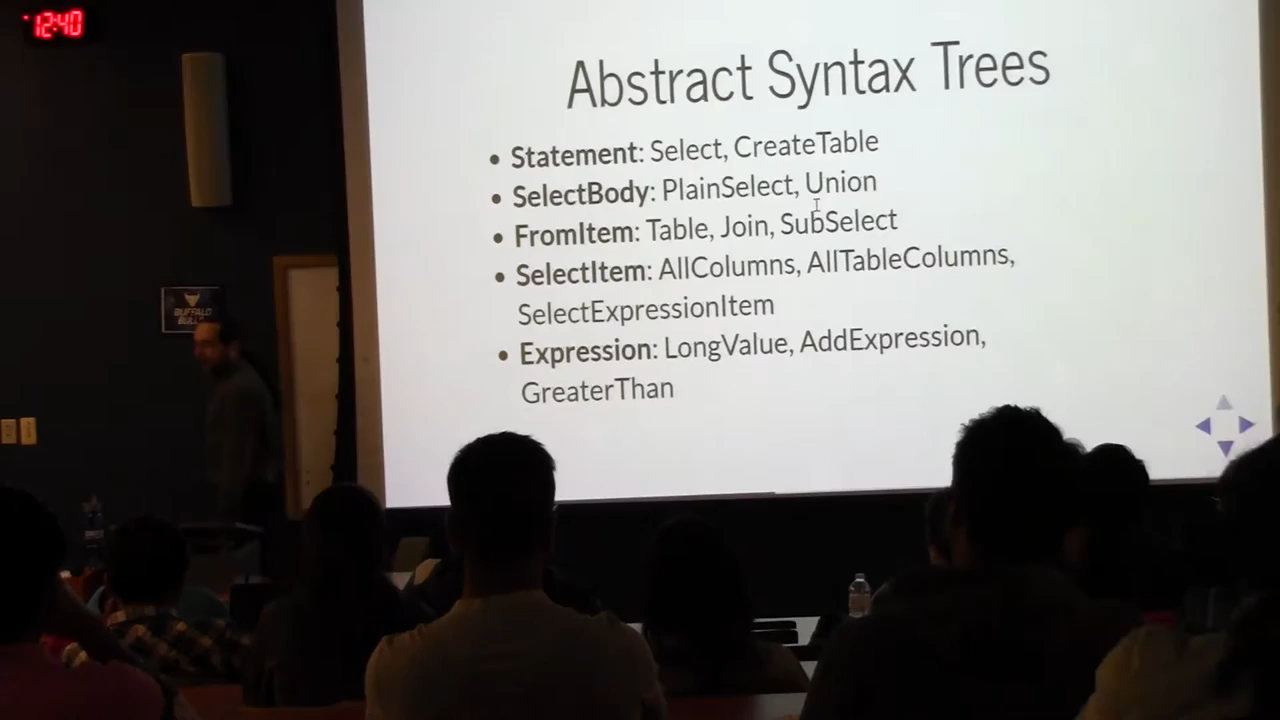 12:40
Abstract Syntax Trees
• Statement: Select, CreateTable
• SelectBody: PlainSelect, Union
• FromItem: Table, Join, SubSelect
• SelectItem: AllColumns, AllTableColumns,
SelectExpressionItem
• Expression: LongValue, AddExpression,
GreaterThan
BUFFALO